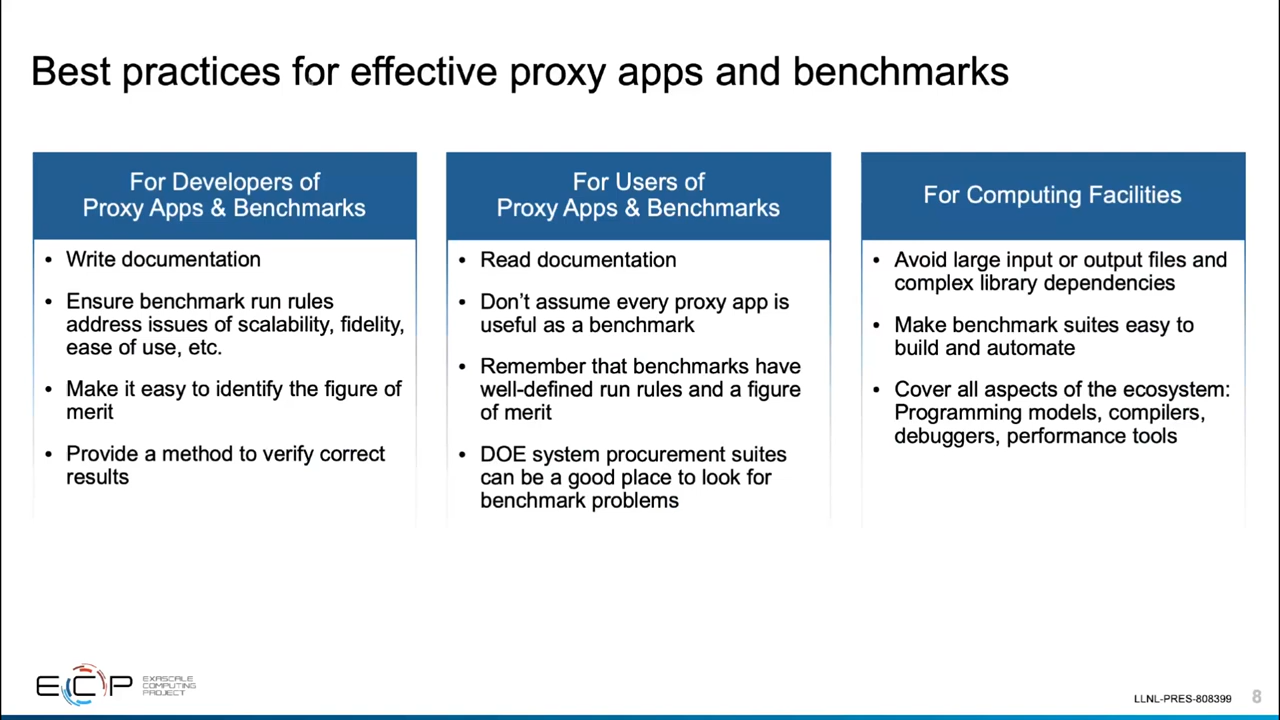 Best practices for effective proxy apps and benchmarks
For Developers of
Proxy Apps & Benchmarks
• Write documentation
• Ensure benchmark run rules
address issues of scalability, fidelity,
ease of use, etc.
• Make it easy to identify the figure of
merit
• Provide a method to verify correct
results
For Users of
Proxy Apps & Benchmarks
• Read documentation
• Don’t assume every proxy app is
useful as a benchmark
• Remember that benchmarks have
well-defined run rules and a figure
of merit
• DOE system procurement suites
can be a good place to look for
benchmark problems
For Computing Facilities
• Avoid large input or output files and
complex library dependencies
• Make benchmark suites easy to
build and automate
• Cover all aspects of the ecosystem:
Programming models, compilers,
debuggers, performance tools
ECP
EXASCALE
COMPUTING
PROJECT
LLNL-PRES-808399
8